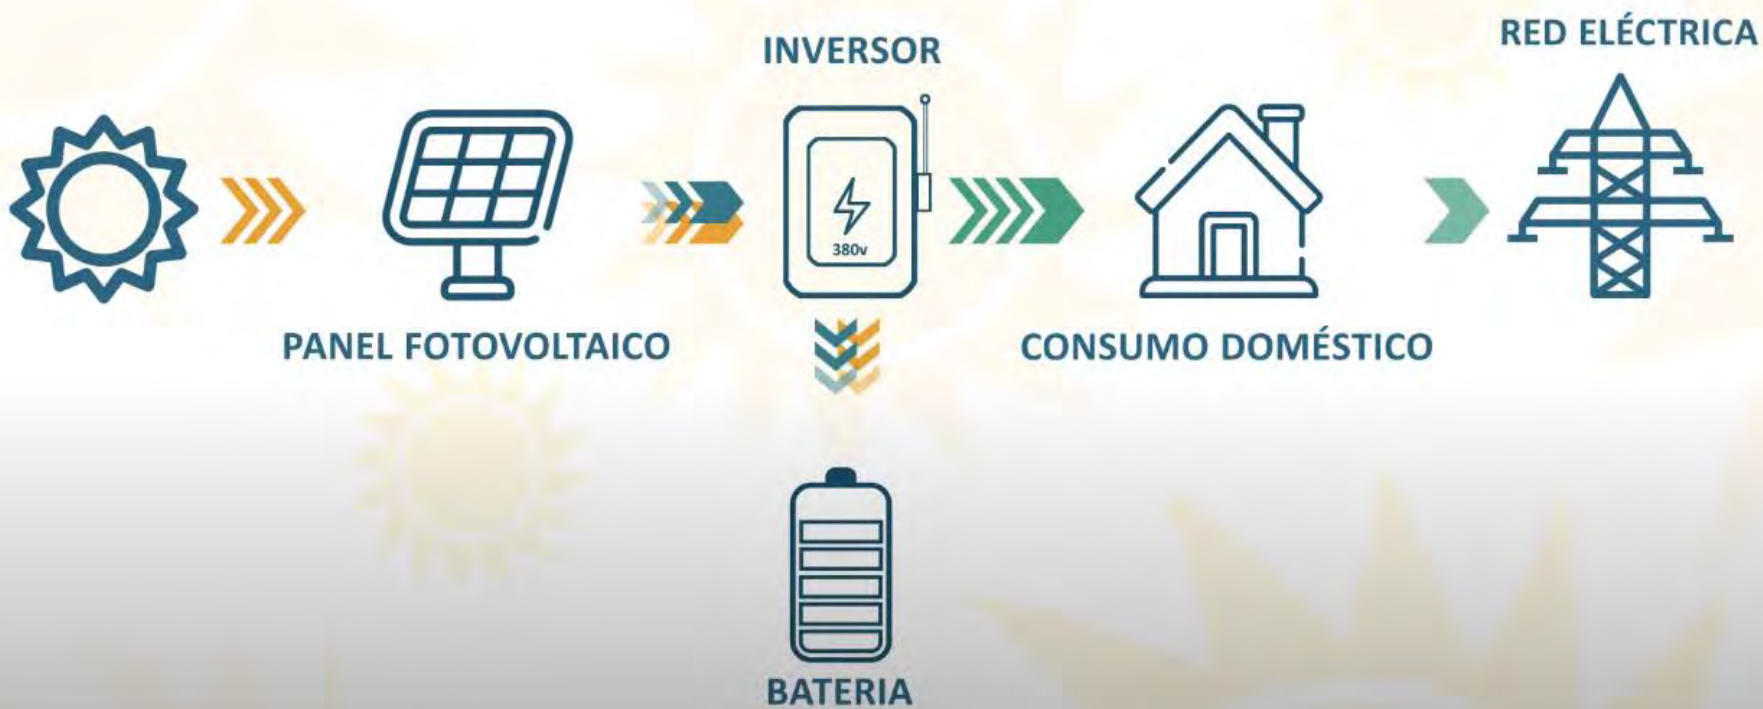 RED ELÉCTRICA
INVERSOR
380v
PANEL FOTOVOLTAICO
CONSUMO DOMÉSTICO
BATERIA